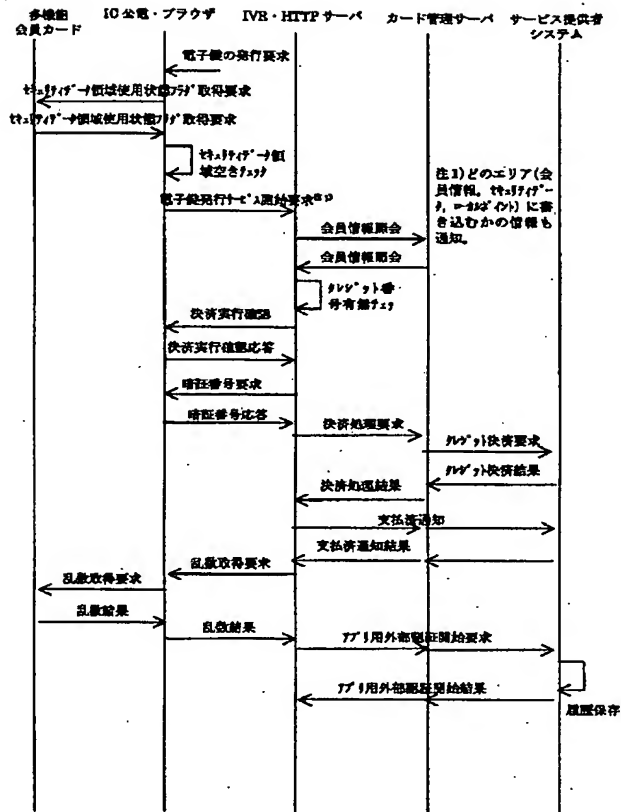 多機能
会員カード
IC公電・ブラウザ
IVR・HTTPサーバ
カード管理サーバ
サービス提供者
システム
電子鍵の発行要求
セキュリティデータ領域使用状態フラグ取得要求
セキュリティデータ領域使用状態フラグ取得要求
セキュリティデータ領
域空きチェック
電子鍵発行サービス開始要求注1)
注1)どのエリア(会
員情報、セキュリティデー
タ、ローカルポイント)に書
き込むかの情報も
通知。
会員情報照会
会員情報照会
クレジット番
号有無チェッ
決済実行確認
決済実行確認応答
暗証番号要求
暗証番号応答
決済処理要求
クレジット決済要求
クレジット決済結果
決済処理結果
支払済通知
支払済通知結果
乱数取得要求
乱数取得要求
乱数結果
乱数結果
アプリ用外部認証開始要求
アプリ用外部認証開始結果
履歴保存